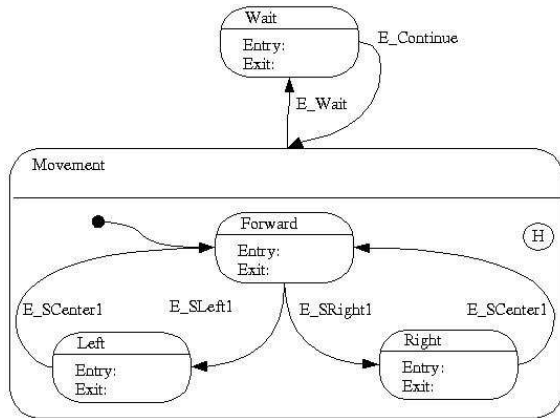 Wait
Entry:
Exit:
E_Continue
E_Wait
Movement
H
Forward
Entry:
Exit:
E_SCenter1
E_SLeft1
E_SRight1
E_SCenter1
Left
Entry:
Exit:
Right
Entry:
Exit: